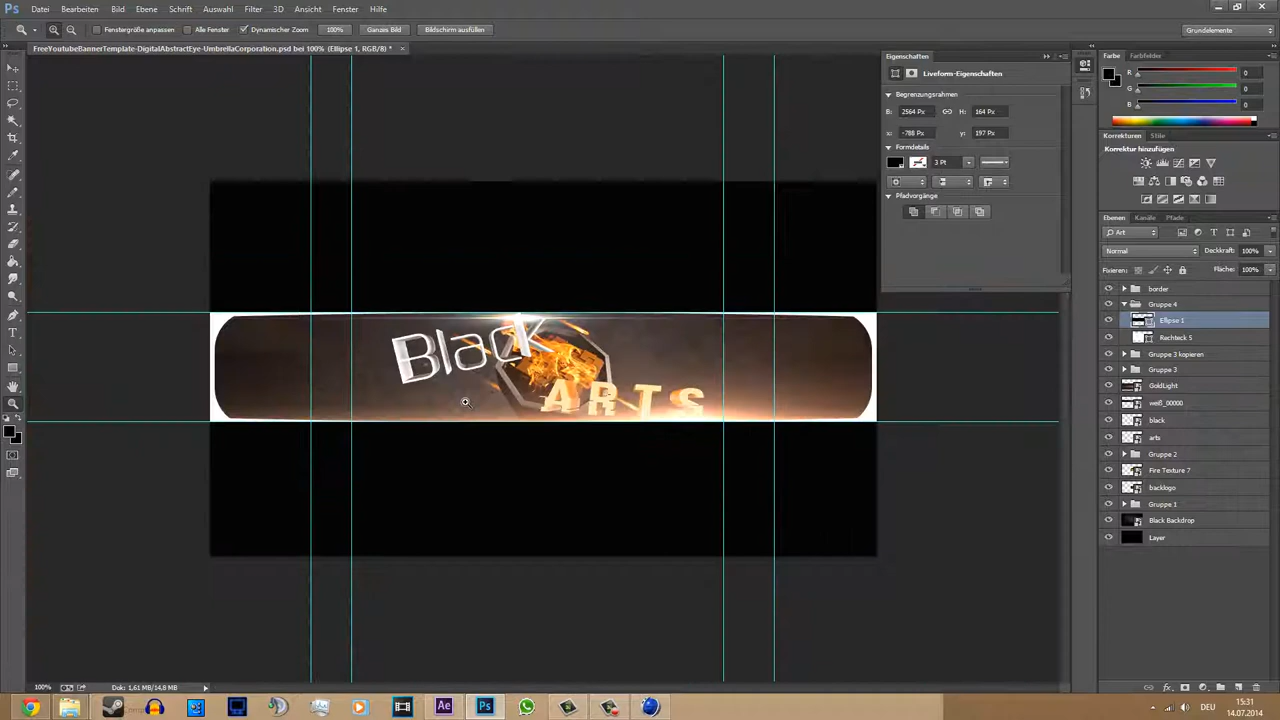 Ps Datei Bearbeiten Bild Ebene Schrift Auswahl Filter 3D Ansicht Fenster Hilfe
Fenstergröße anpassen Alle Fenster Dynamischer Zoom 100% Ganzes Bild Bildschirm ausfüllen Grundelemente
FreeYoutubeBannerTemplate-DigitalAbstractEye-UmbrellaCorporation.psd bei 100% (Ellipse 1, RGB/8) *
Eigenschaften
Liveform-Eigenschaften
Begrenzungsrahmen
B: 2564 Px H: 164 Px
x: -788 Px y: 197 Px
Formdetails
3 Pt
Pfadvorgänge
Farbe Farbfelder
R 0
G 0
B 0
Korrekturen Stile
Korrektur hinzufügen
Ebenen Kanäle Pfade
Art
Normal Deckkraft: 100%
Fixieren: Fläche: 100%
border
Gruppe 4
Ellipse 1
Rechteck 5
Gruppe 3 kopieren
Gruppe 3
GoldLight
weiß_00000
black
arts
Gruppe 2
Fire Texture 7
backlogo
Gruppe 1
Black Backdrop
Layer
Black
ARTS
100% Dok: 1,61 MB/14,8 MB
Ae Ps
DEU 15:31
14.07.2014